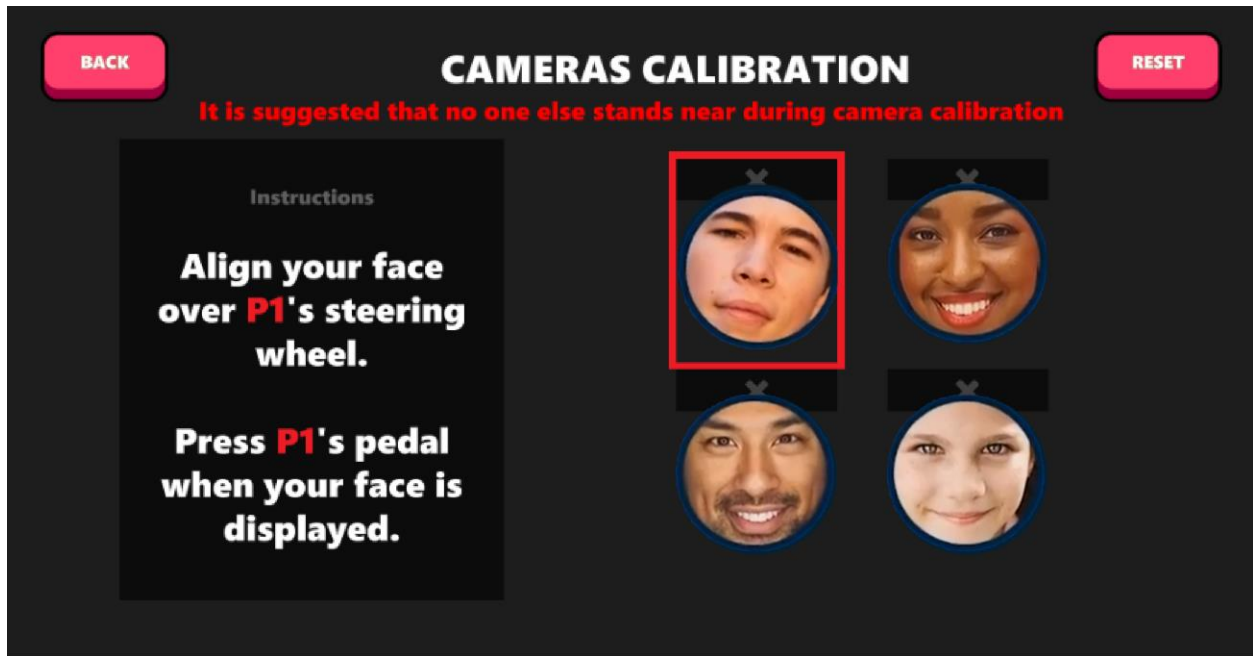 BACK
CAMERAS CALIBRATION
RESET
It is suggested that no one else stands near during camera calibration
Instructions
Align your face
over P1's steering
wheel.
Press P1's pedal
when your face is
displayed.